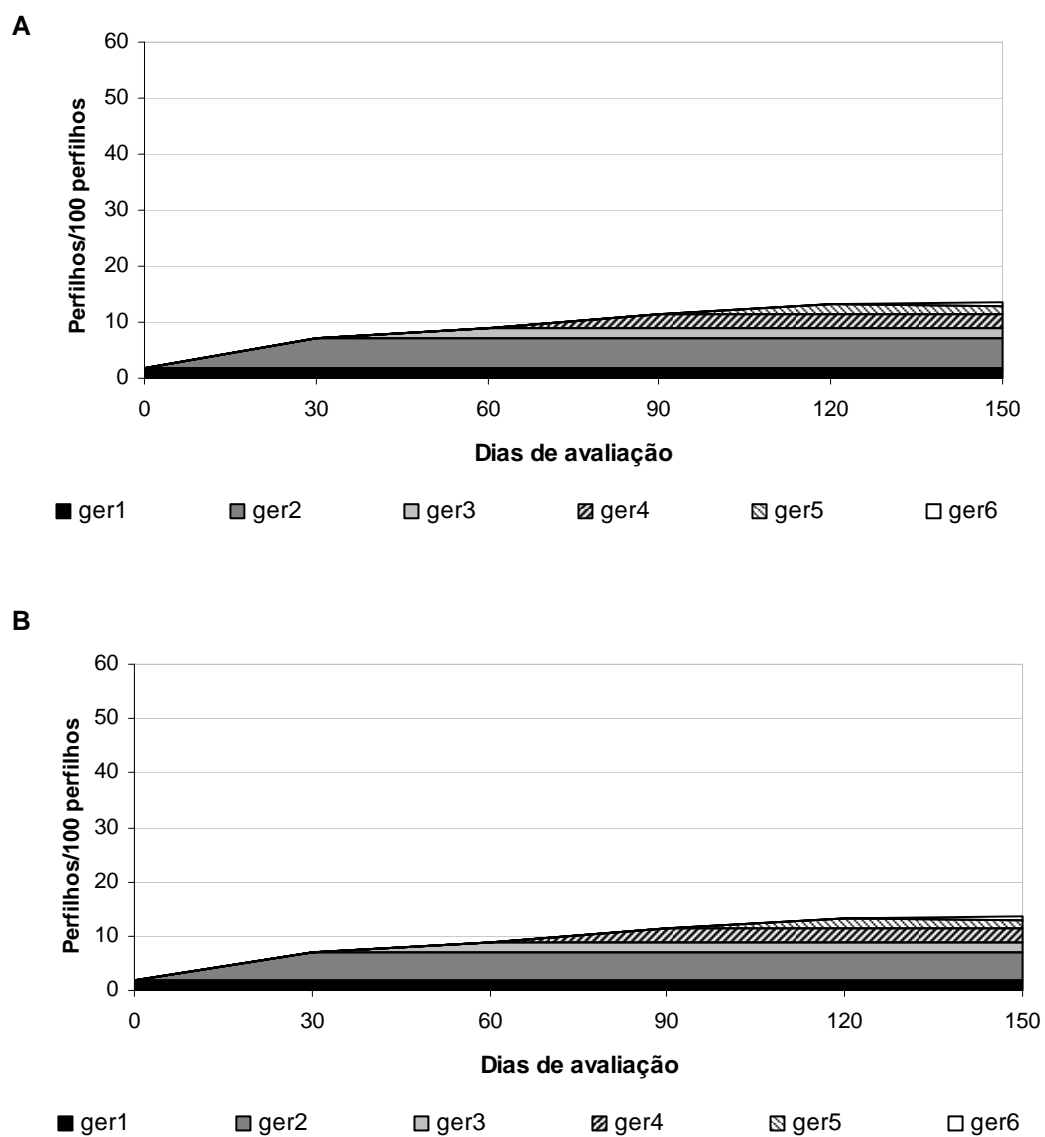 A
60
50
40
30
20
10
0
Perfilhos/100 perfilhos
0 30 60 90 120 150
Dias de avaliação
ger1 ger2 ger3 ger4 ger5 ger6
B
60
50
40
30
20
10
0
Perfilhos/100 perfilhos
0 30 60 90 120 150
Dias de avaliação
ger1 ger2 ger3 ger4 ger5 ger6